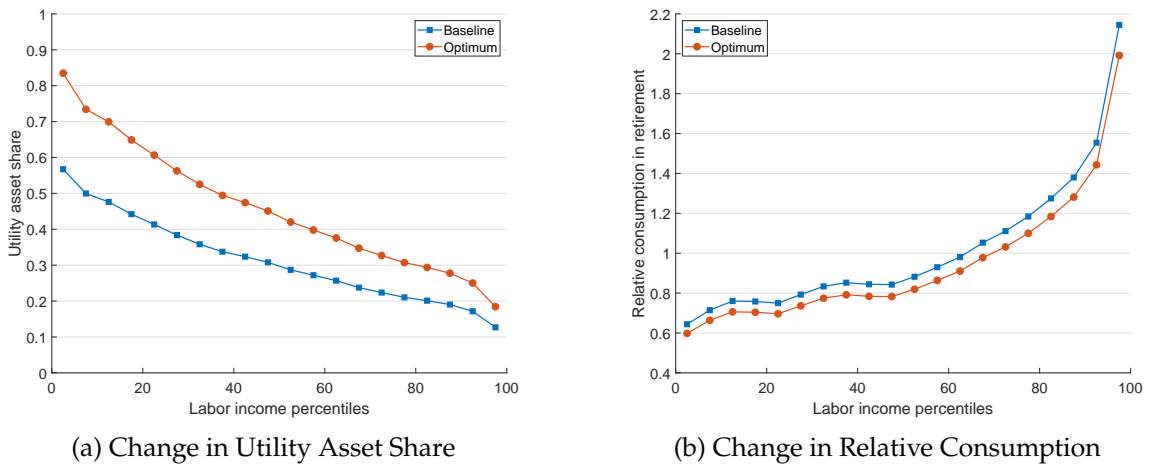 1
0.9
0.8
0.7
0.6
0.5
0.4
0.3
0.2
0.1
0
Utility asset share
Baseline
Optimum
0 20 40 60 80 100
Labor income percentiles
(a) Change in Utility Asset Share
2.2
2
1.8
1.6
1.4
1.2
1
0.8
0.6
0.4
Relative consumption in retirement
Baseline
Optimum
0 20 40 60 80 100
Labor income percentiles
(b) Change in Relative Consumption